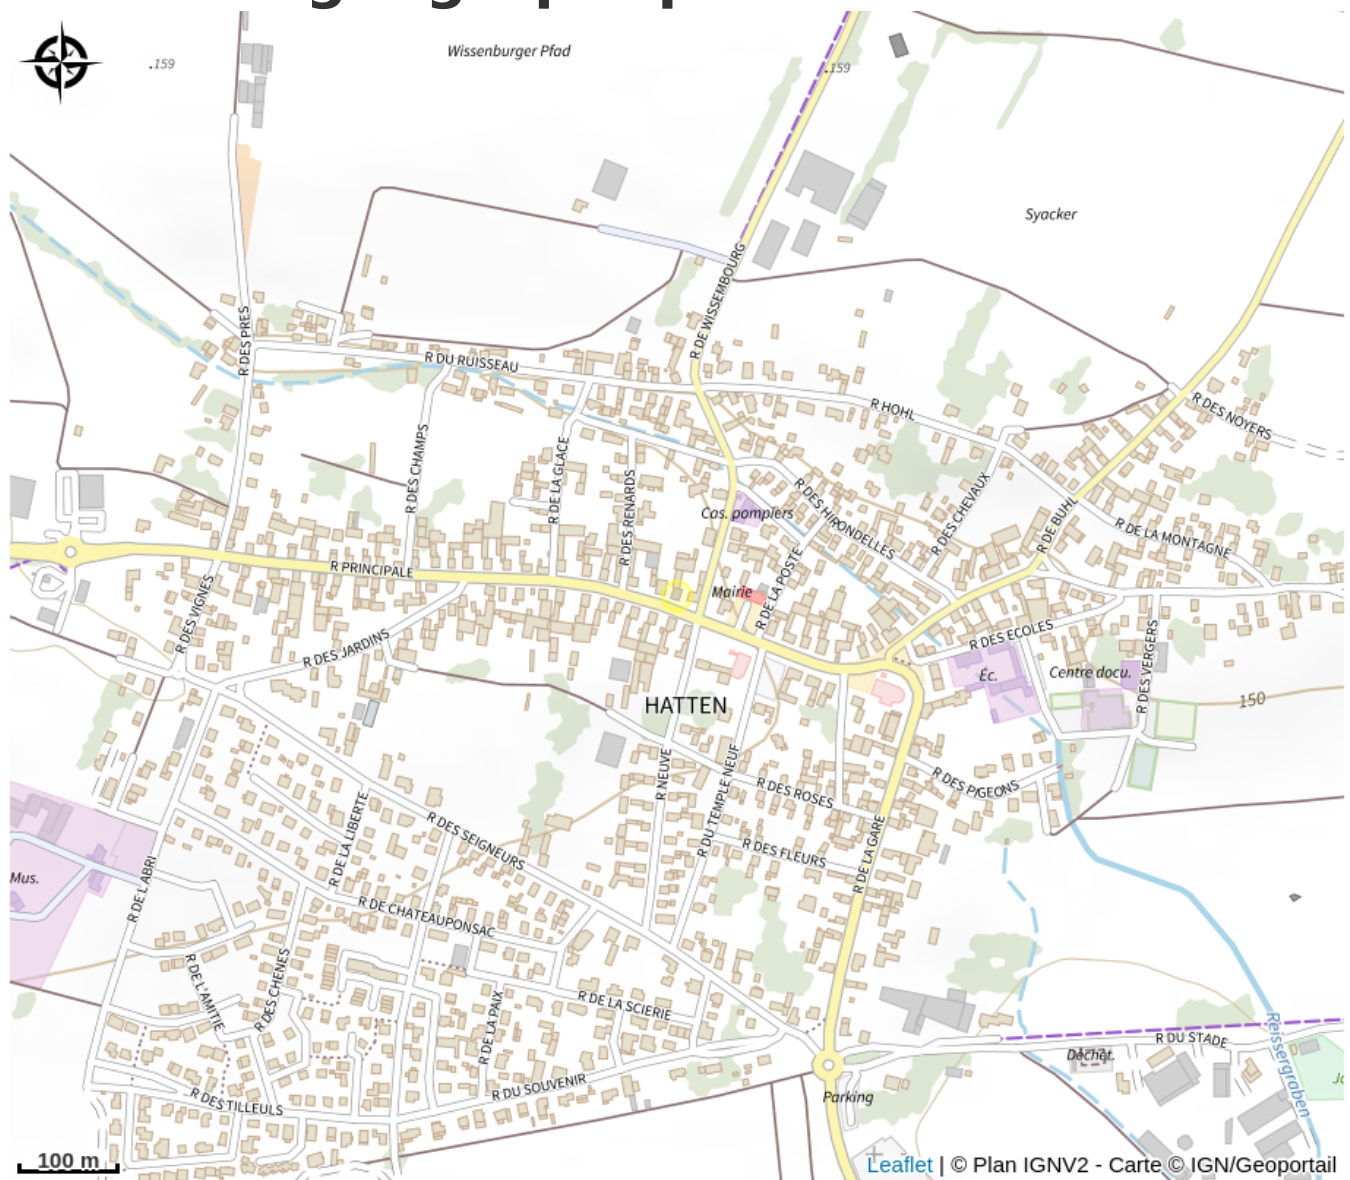 Wissenburger Pfad
.159
.159
Syacker
R DE WISSEMBOURG
R DES PRES
R DU RUISSEAU
R HOHL
R DES NOYERS
R DES CHAMPS
R DE LA GLACE
R DES RENARDS
R DES CHEVAUX
R DES HIRONDELLES
Cas. pompiers
R DE BUHL
R DE LA MONTAGNE
R PRINCIPALE
Mairie
R DE LA POSTE
R DES VIGNES
R DES JARDINS
R DES ECOLES
R DES VERGERS
Éc.
Centre docu.
150
HATTEN
R NEUVE
R DU TEMPLE NEUF
R DES ROSES
R DES PIGEONS
R DES FLEURS
R DE LA GARE
R DES SEIGNEURS
R DE LA LIBERTE
Mus.
R DE L'ABRI
R DE CHATEAUPONSAC
R DES CHENES
R DE L'AMITIE
R DE LA SCIERIE
R DE LA PAIX
R DU STADE
Reissergraben
Déchèt.
R DU SOUVENIR
R DES TILLEULS
Parking
100 m
Leaflet | © Plan IGNV2 - Carte © IGN/Geoportail